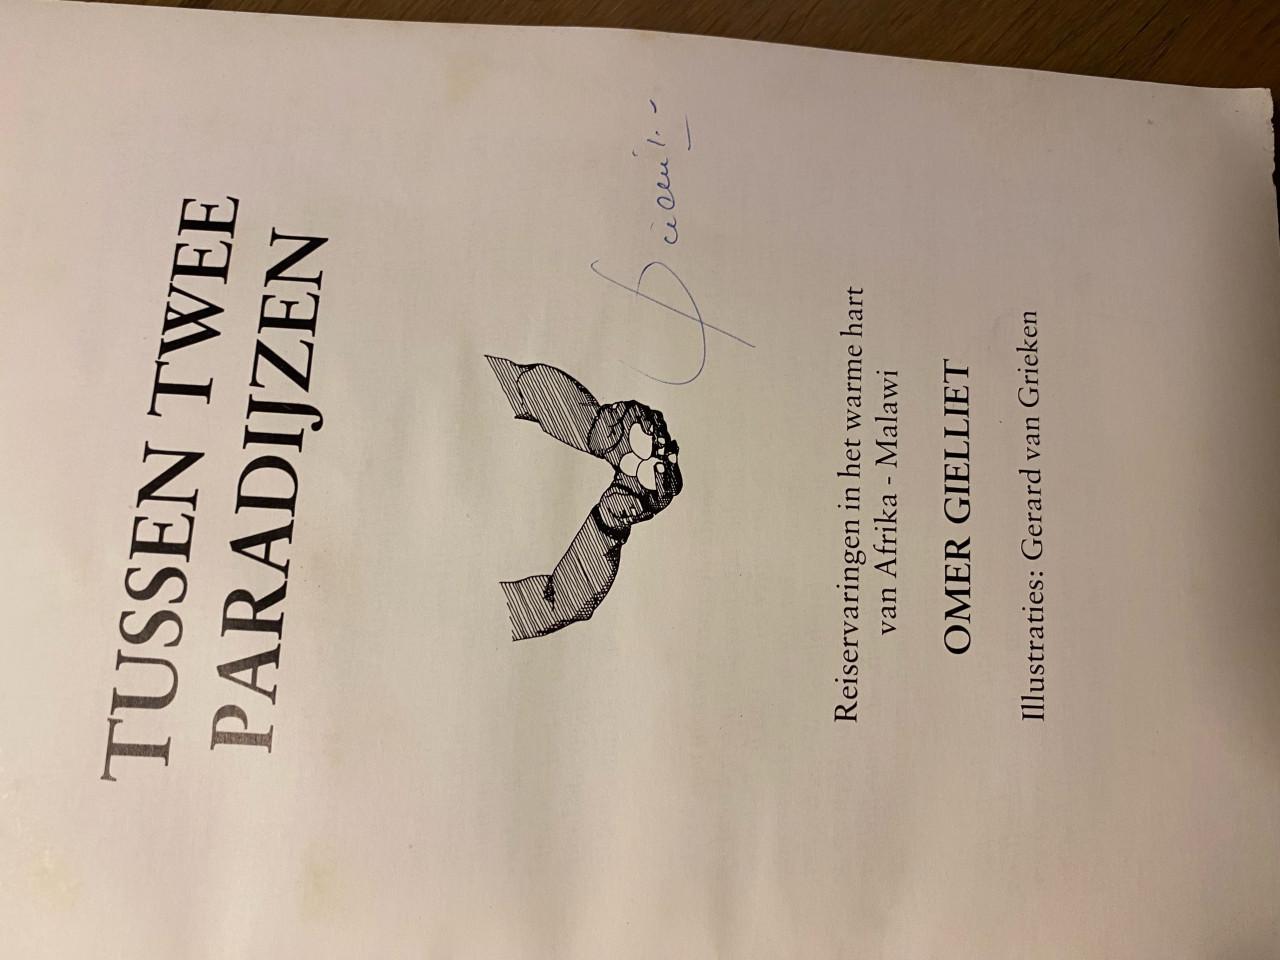 TUSSEN TWEE
PARADIJZEN
Reiservaringen in het warme hart
van Afrika - Malawi
OMER GIELLIET
Illustraties: Gerard van Grieken